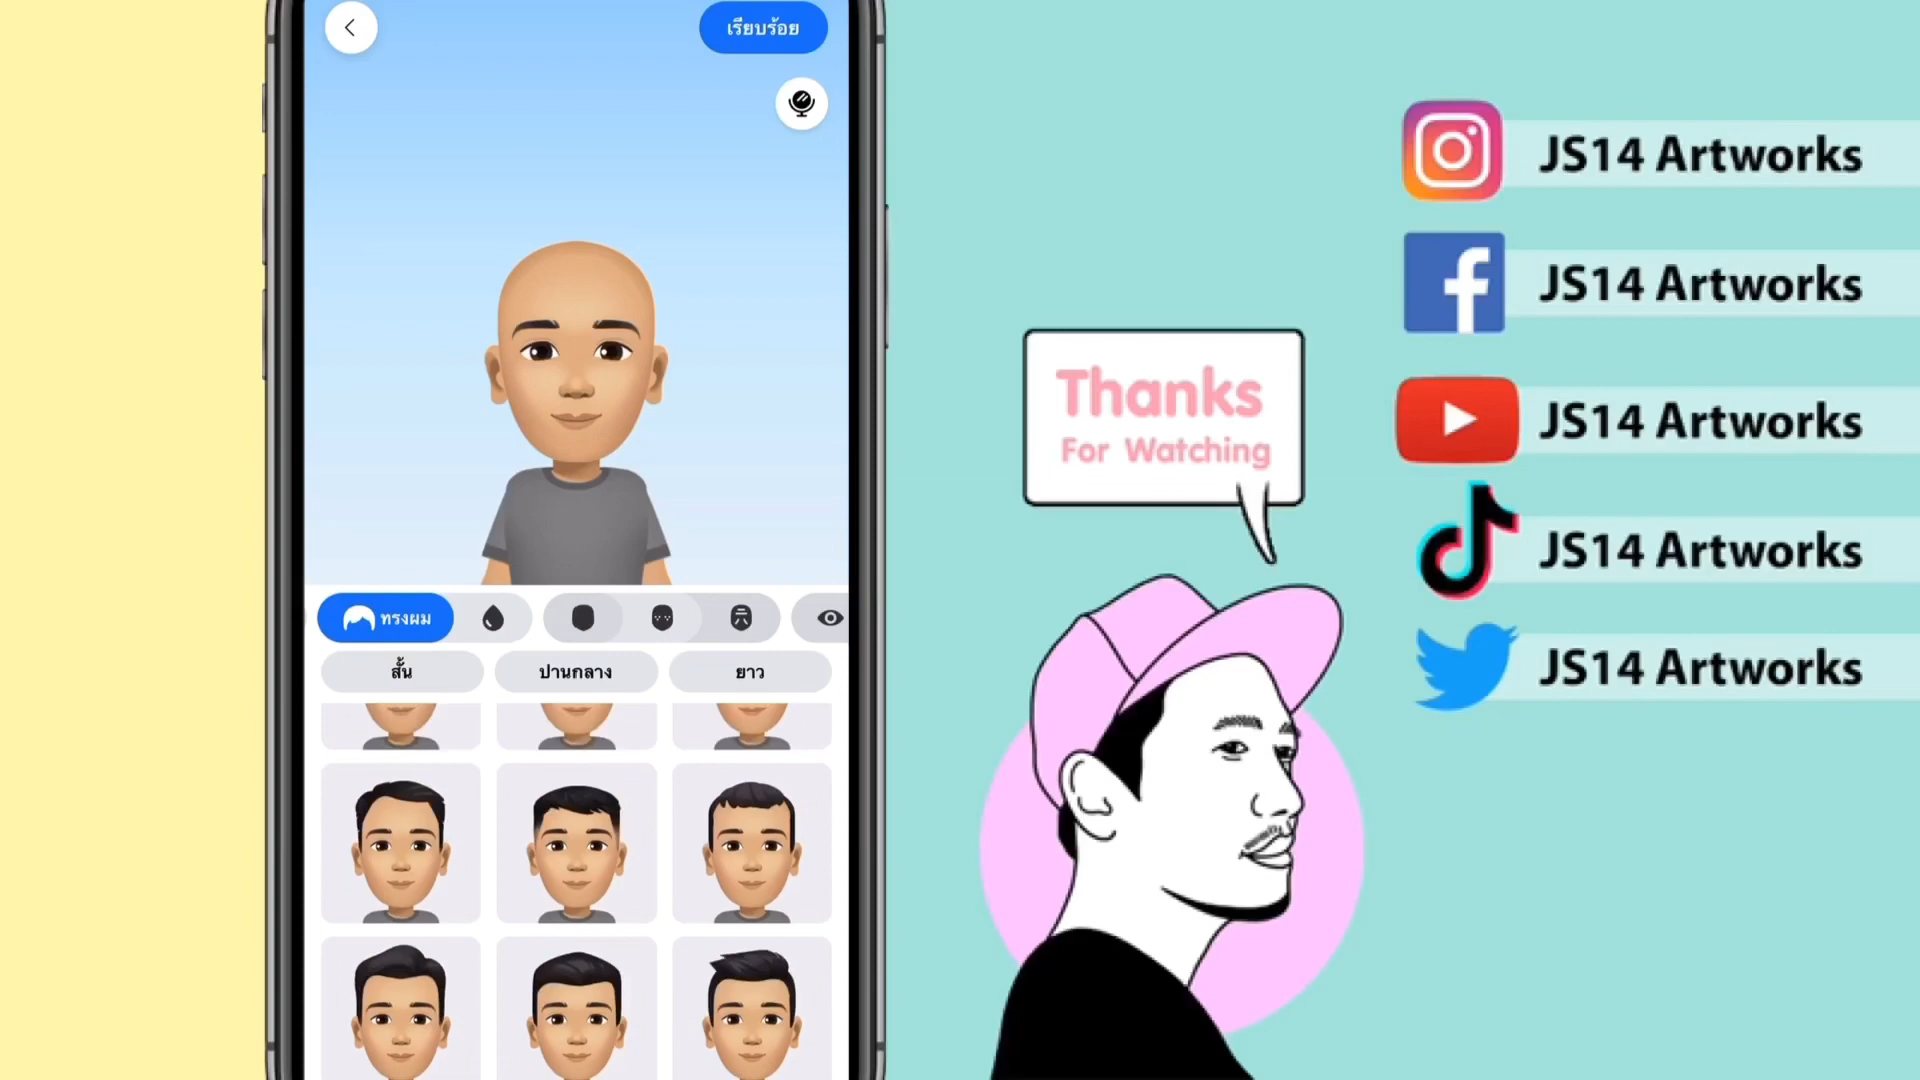 เรียบร้อย
ทรงผม
สั้น
ปานกลาง
ยาว
Thanks
For Watching
JS14 Artworks
JS14 Artworks
JS14 Artworks
JS14 Artworks
JS14 Artworks